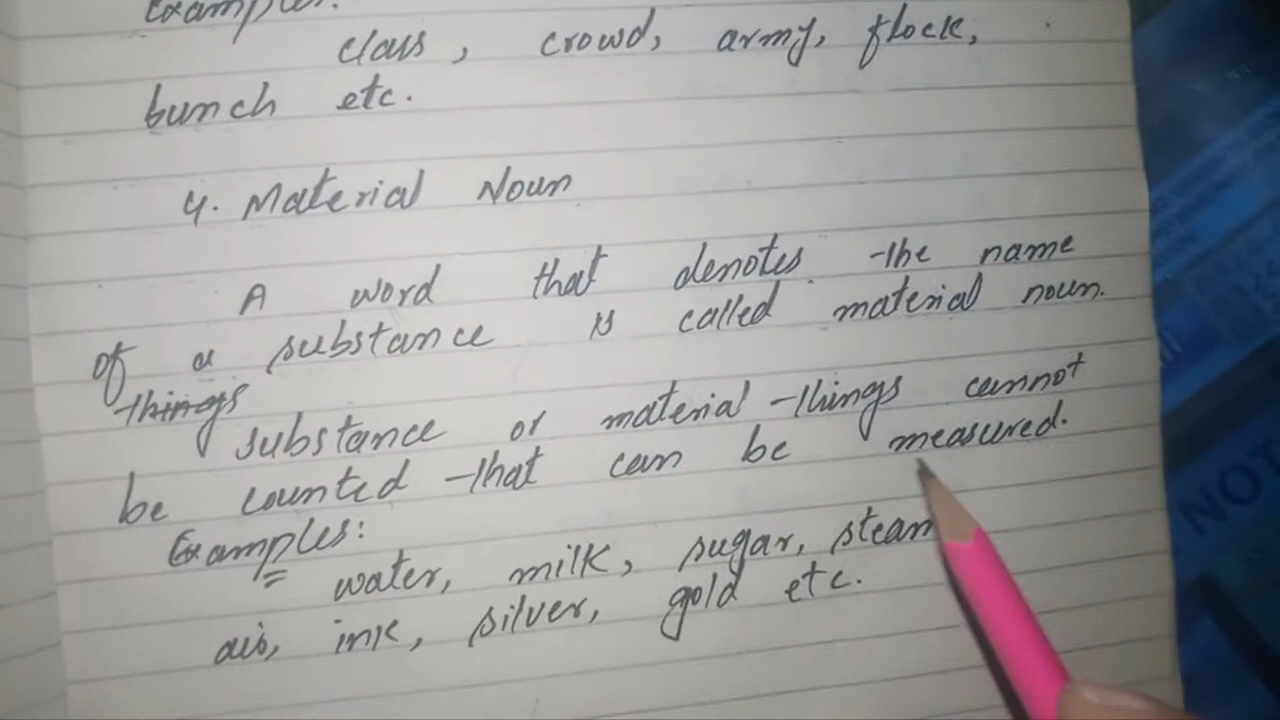 Examples:
class, crowd, army, flock,
bunch etc.
4. Material Noun
A word that denotes the name
of a substance is called material noun.
things
substance or material things cannot
be counted that can be measured.
Examples:
water, milk, sugar, steam
air, ink, silver, gold etc.
NOT